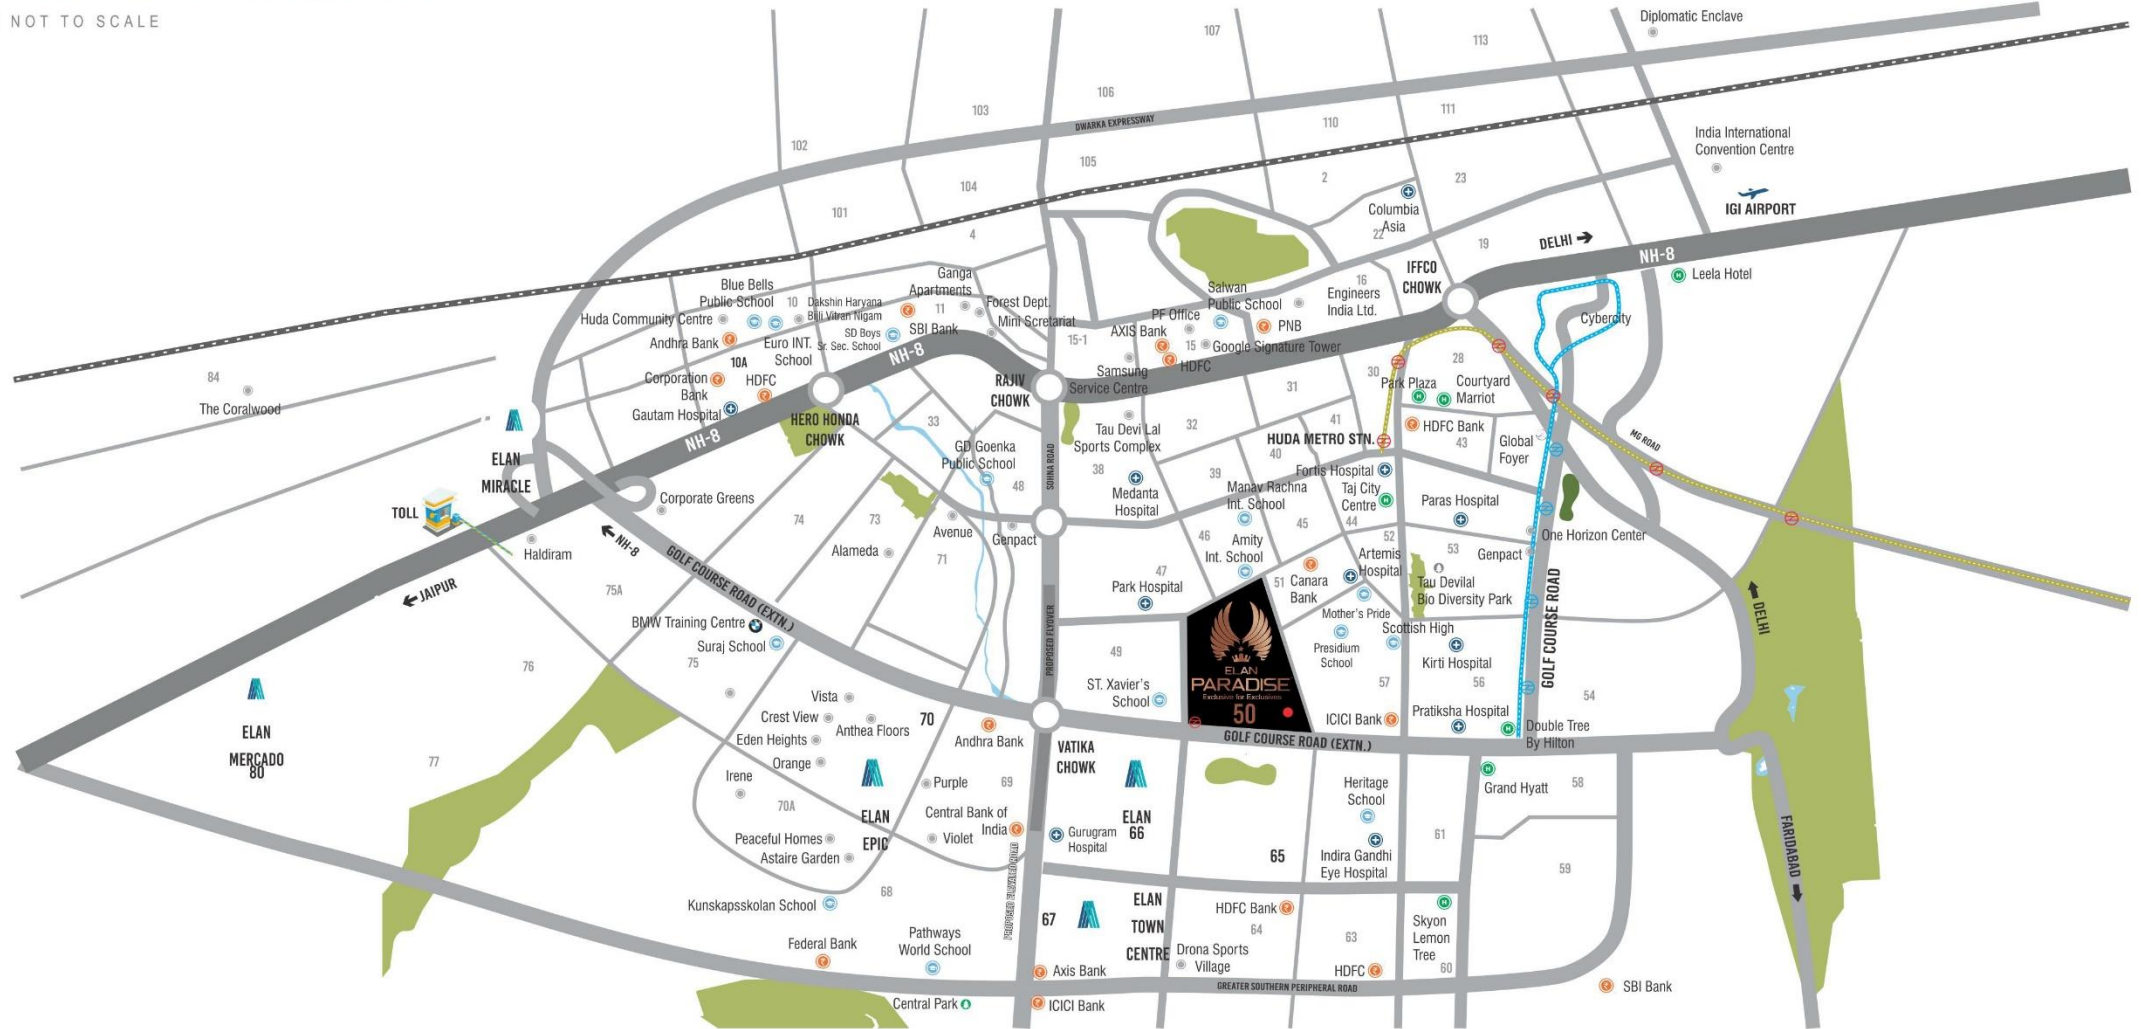 NOT TO SCALE
Diplomatic Enclave
107
113
106
103
111
DWARKA EXPRESSWAY
110
102
India International
Convention Centre
105
104
2
23
101
Columbia
Asia
22
IGI AIRPORT
4
19
DELHI
NH-8
IFFCO
CHOWK
Leela Hotel
Ganga
Apartments
16
Engineers
India Ltd.
Blue Bells
Public School
10
Dakshin Haryana
Bijli Vitran Nigam
11
Forest Dept.
Mini Scretariat
Salwan
Public School
Huda Community Centre
SD Boys
Sr. Sec. School
SBI Bank
PF Office
AXIS Bank
PNB
Cybercity
Andhra Bank
Euro INT.
School
NH-8
15-1
15
Google Signature Tower
HDFC
28
10A
Corporation
Bank
HDFC
RAJIV
CHOWK
Samsung
Service Centre
31
30
Park Plaza
Courtyard
Marriot
84
The Coralwood
Gautam Hospital
HERO HONDA
CHOWK
33
Tau Devi Lal
Sports Complex
32
41
HDFC Bank
43
Global
Foyer
MG ROAD
NH-8
HUDA METRO STN.
GD Goenka
Public School
SOHNA ROAD
38
39
40
Fortis Hospital
ELAN
MIRACLE
48
Medanta
Hospital
Manav Rachna
Int. School
Taj City
Centre
Paras Hospital
Corporate Greens
TOLL
74
73
Avenue
Genpact
45
44
One Horizon Center
NH-8
Alameda
46
Amity
Int. School
52
53
Genpact
Haldiram
GOLF COURSE ROAD (EXTN.)
71
47
Artemis
Hospital
51
Canara
Bank
Tau Devilal
Bio Diversity Park
JAIPUR
75A
Park Hospital
GOLF COURSE ROAD
DELHI
BMW Training Centre
Suraj School
PROPOSED FLYOVER
Mother's Pride
Scottish High
49
Presidium
School
Kirti Hospital
76
75
ELAN
PARADISE
Exclusive for Exclusives
50
ST. Xavier's
School
57
56
54
Vista
Crest View
Anthea Floors
70
Andhra Bank
ICICI Bank
Pratiksha Hospital
Double Tree
By Hilton
ELAN
MERCADO
80
Eden Heights
GOLF COURSE ROAD (EXTN.)
VATIKA
CHOWK
77
Orange
Irene
Purple
69
Heritage
School
Grand Hyatt
58
70A
ELAN
EPIC
Central Bank of
India
ELAN
66
Peaceful Homes
Violet
Gurugram
Hospital
61
Astaire Garden
65
Indira Gandhi
Eye Hospital
59
FARIDABAD
68
Kunskapsskolan School
67
ELAN
TOWN
CENTRE
HDFC Bank
64
Skyon
Lemon
Tree
60
Federal Bank
Pathways
World School
63
Drona Sports
Village
HDFC
Axis Bank
GREATER SOUTHERN PERIPHERAL ROAD
SBI Bank
Central Park
ICICI Bank